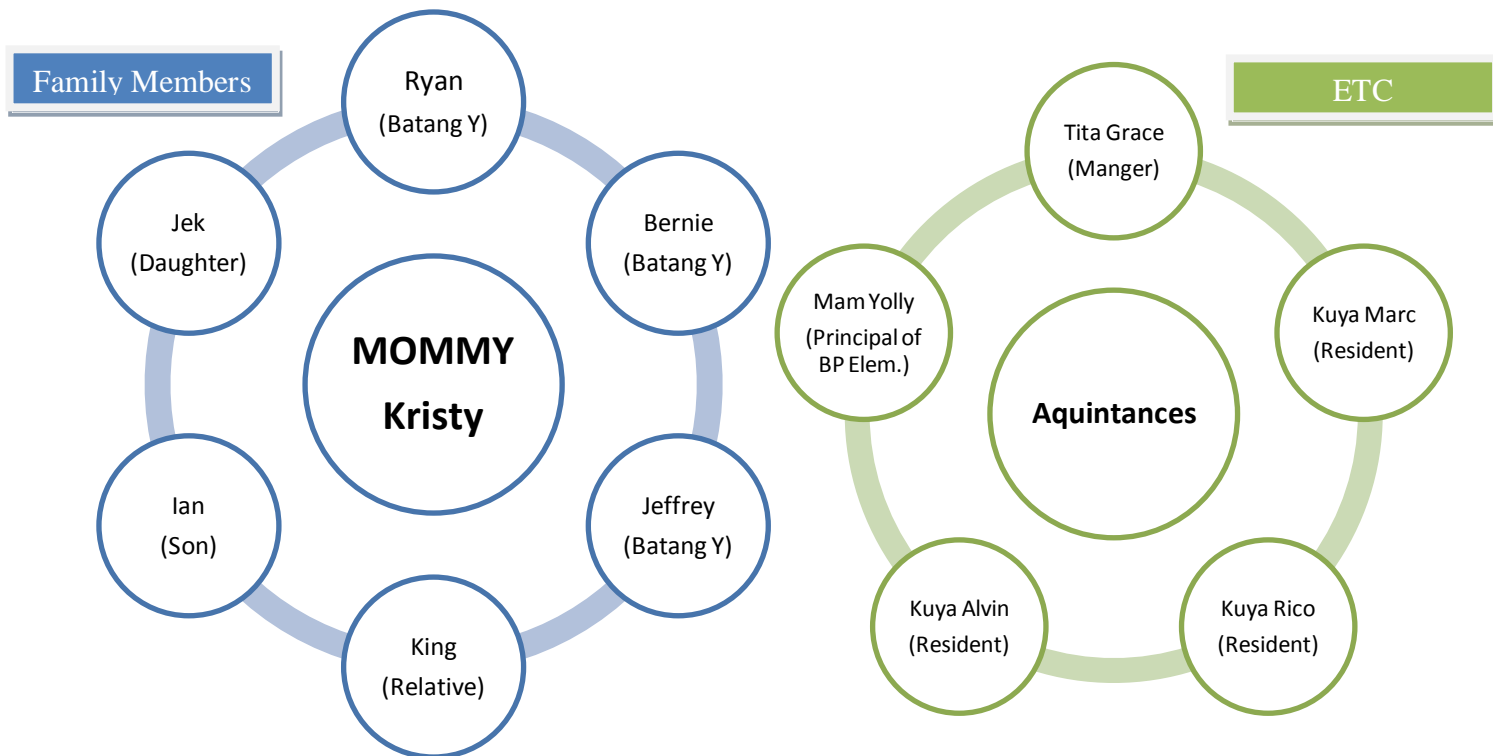 Family Members
Ryan
(Batang Y)
Bernie
(Batang Y)
Jeffrey
(Batang Y)
King
(Relative)
Ian
(Son)
Jek
(Daughter)
MOMMY
Kristy
ETC
Tita Grace
(Manger)
Kuya Marc
(Resident)
Kuya Rico
(Resident)
Kuya Alvin
(Resident)
Mam Yolly
(Principal of
BP Elem.)
Aquintances